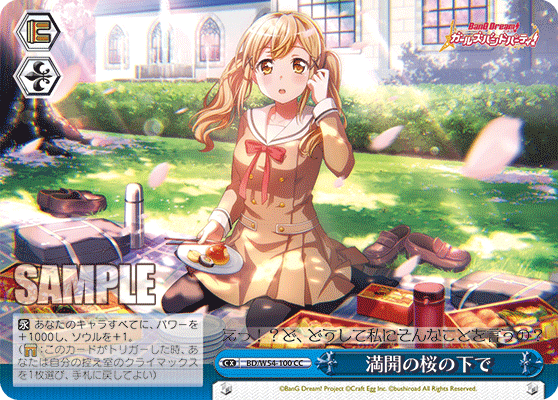 BanG Dream!
ガールズバンドパーティ!
SAMPLE
永 あなたのキャラすべてに、パワーを
+1000し、ソウルを+1。
(:このカードがトリガーした時、あ
なたは自分の控え室のクライマックス
を1枚選び、手札に戻してよい)
えっ!?ど、どうして私にそんなことを言うの?
CX BD/W54-100 CC
満開の桜の下で
©BanG Dream! Project ©Craft Egg Inc. ©bushiroad All Rights Reserved.